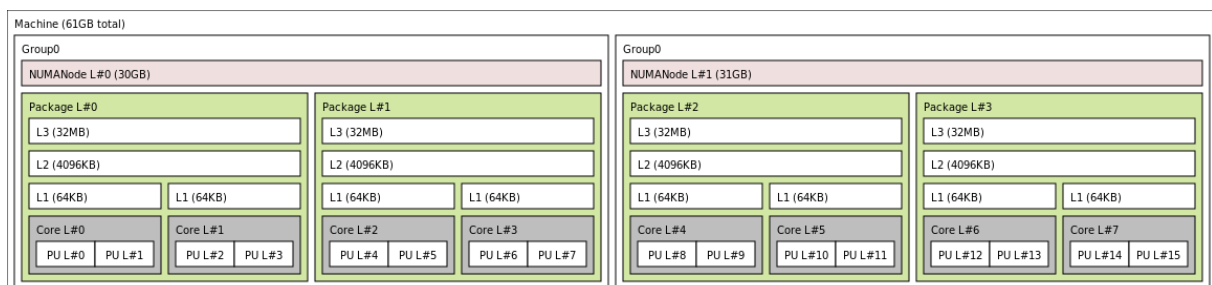 Machine (61GB total)
Group0
NUMANode L#0 (30GB)
Package L#0
L3 (32MB)
L2 (4096KB)
L1 (64KB)
L1 (64KB)
Core L#0
PU L#0
PU L#1
Core L#1
PU L#2
PU L#3
Package L#1
L3 (32MB)
L2 (4096KB)
L1 (64KB)
L1 (64KB)
Core L#2
PU L#4
PU L#5
Core L#3
PU L#6
PU L#7
Group0
NUMANode L#1 (31GB)
Package L#2
L3 (32MB)
L2 (4096KB)
L1 (64KB)
L1 (64KB)
Core L#4
PU L#8
PU L#9
Core L#5
PU L#10
PU L#11
Package L#3
L3 (32MB)
L2 (4096KB)
L1 (64KB)
L1 (64KB)
Core L#6
PU L#12
PU L#13
Core L#7
PU L#14
PU L#15